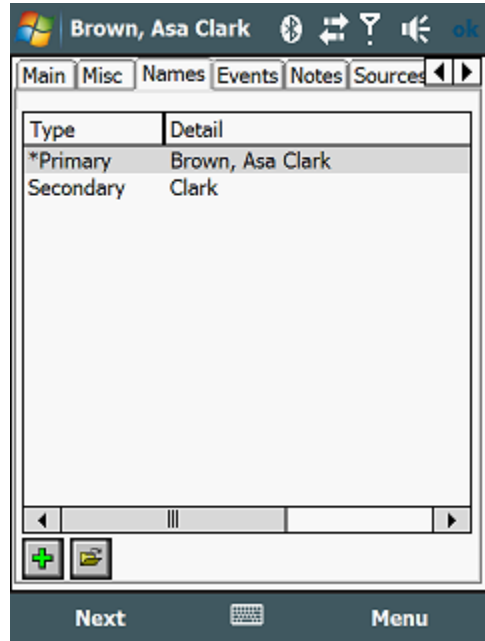 Brown, Asa Clark ok
Main Misc Names Events Notes Sources
Type Detail
*Primary Brown, Asa Clark
Secondary Clark
Next Menu